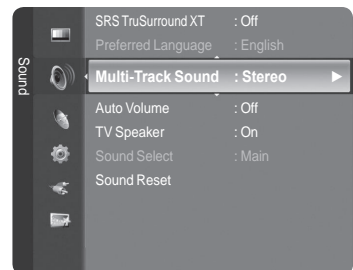 Sound
SRS TruSurround XT : Off
Preferred Language : English
Multi-Track Sound : Stereo ►
Auto Volume : Off
TV Speaker : On
Sound Select : Main
Sound Reset